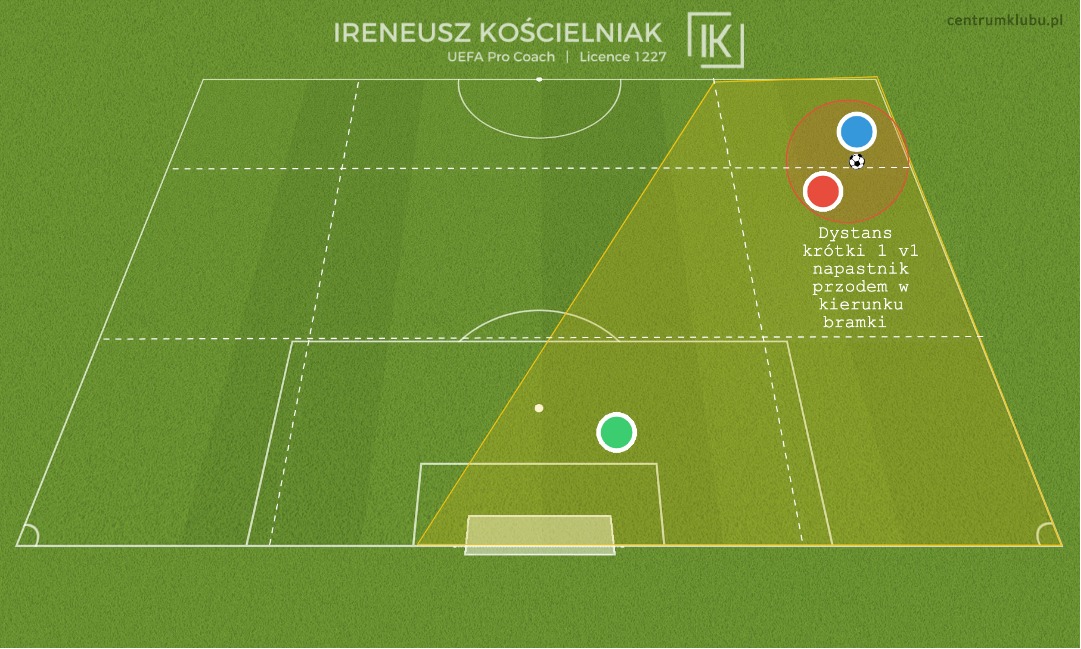 centrumklubu.pl
IRENEUSZ KOŚCIELNIAK
IK
UEFA Pro Coach | Licence 1227
Dystans
krótki 1 v1
napastnik
przodem w
kierunku
bramki